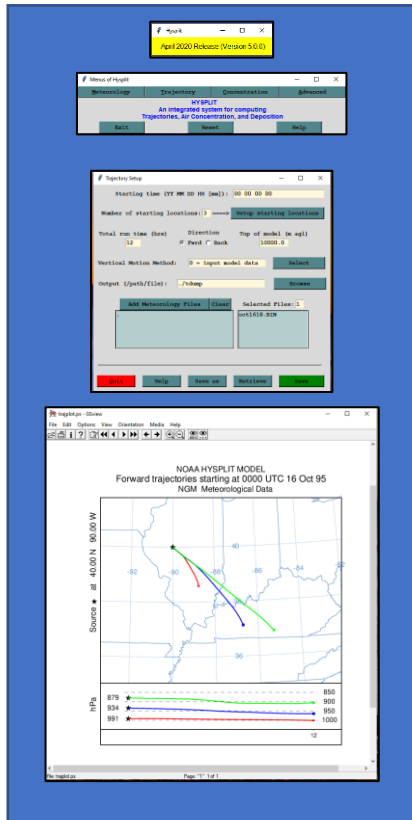 Hysplit
April 2020 Release (Version 5.0.0)
Menus of Hysplit
Meteorology Trajectory Concentration Advanced
HYSPLIT
An integrated system for computing
Trajectories, Air Concentration, and Deposition
Exit Reset Help
Trajectory Setup
Starting time (YY MM DD HH {mm}): 00 00 00 00
Number of starting locations: 3 ===> Setup starting locations
Total run time (hrs) Direction Top of model (m agl)
12 Fwrd Back 10000.0
Vertical Motion Method: 0 = input model data Select
Output (/path/file): ./tdump Browse
Add Meteorology Files Clear Selected Files: 1
oct1618.BIN
Quit Help Save as Retrieve Save
trajplot.ps - GSview
File Edit Options View Orientation Media Help
NOAA HYSPLIT MODEL
Forward trajectories starting at 0000 UTC 16 Oct 95
NGM Meteorological Data
Source ★ at 40.00 N 90.00 W
40
-92 -90 -88 -86 -84 -82
36
hPa
850
879 900
934 950
991 1000
12
File: trajplot.ps Page: "1" 1 of 1